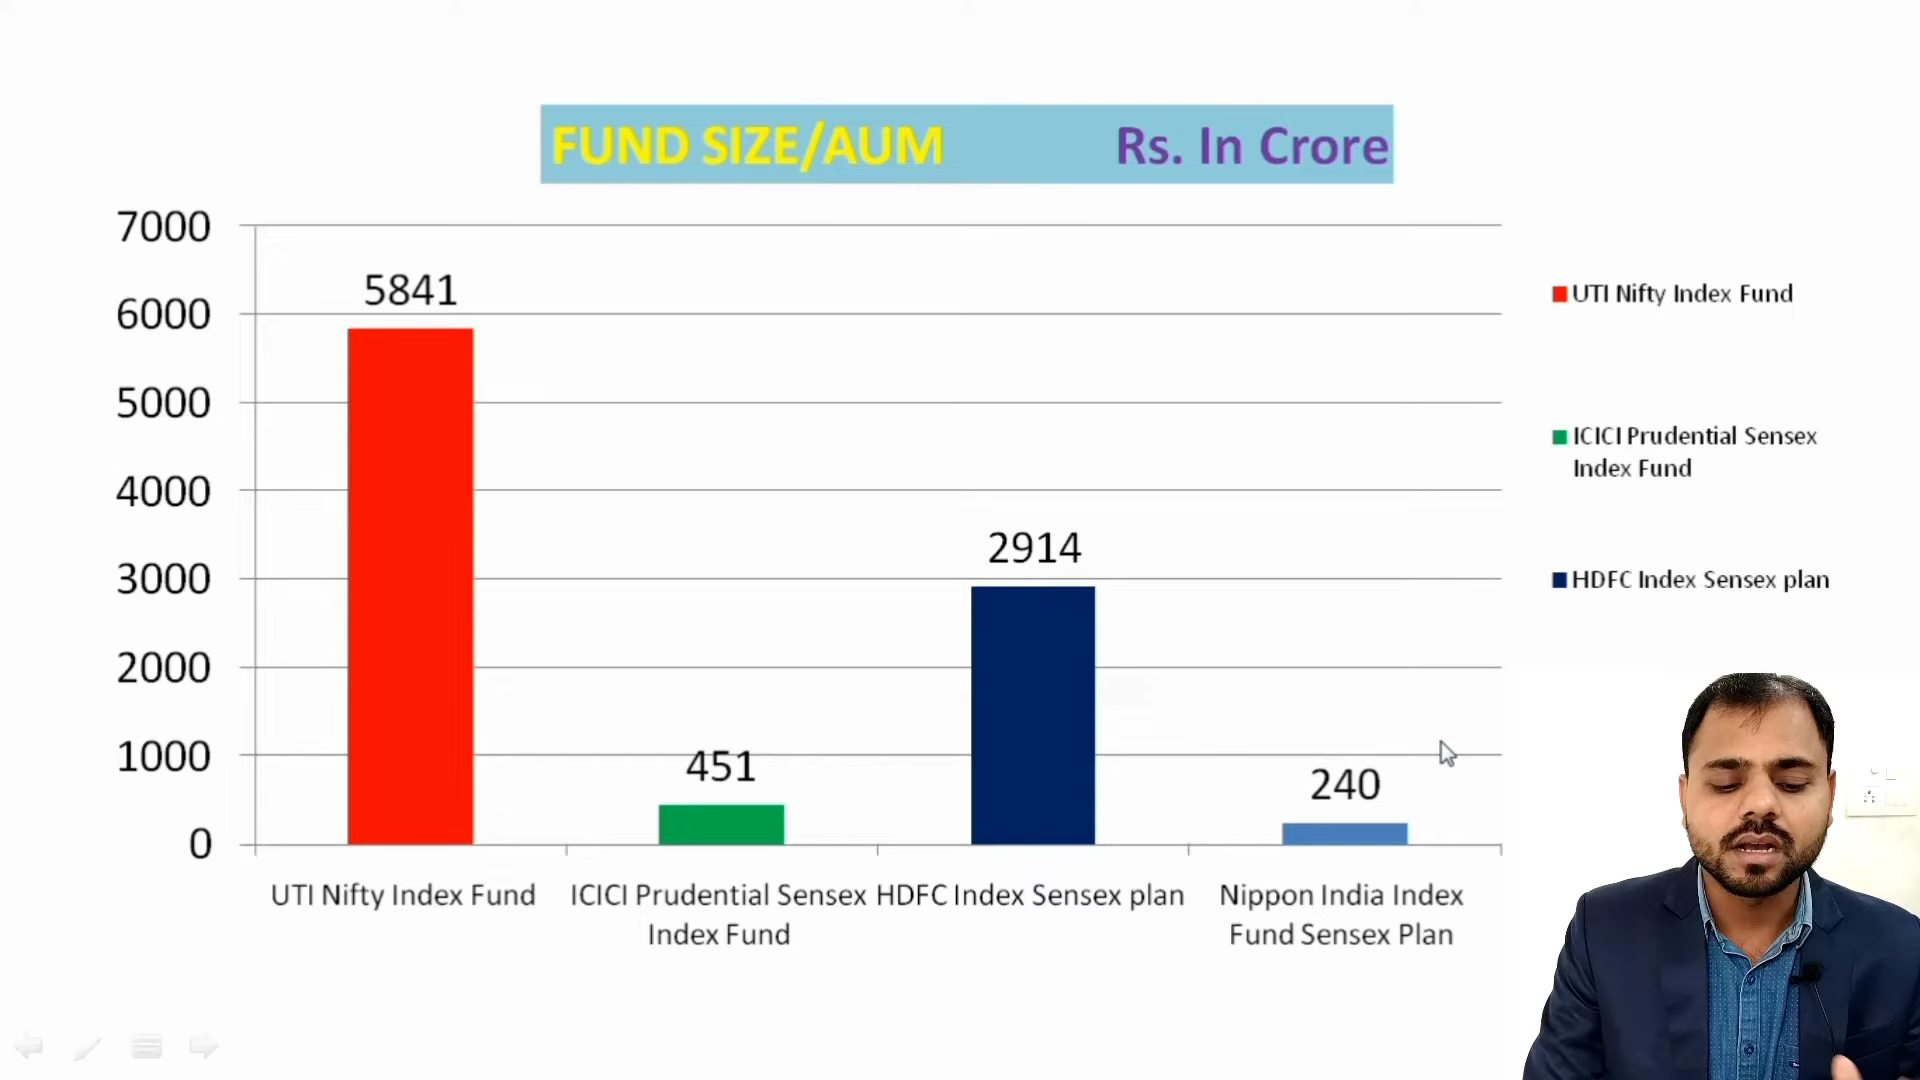 FUND SIZE/AUM Rs. In Crore
7000
6000
5000
4000
3000
2000
1000
0
5841
451
2914
240
UTI Nifty Index Fund
ICICI Prudential Sensex
Index Fund
HDFC Index Sensex plan
Nippon India Index
Fund Sensex Plan
UTI Nifty Index Fund
ICICI Prudential Sensex
Index Fund
HDFC Index Sensex plan